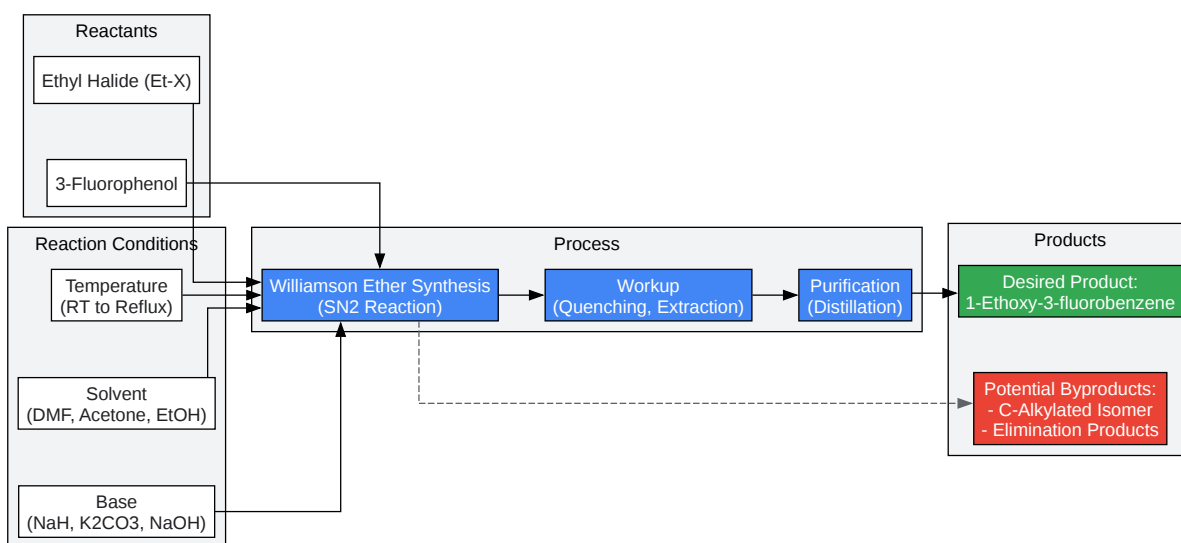 Reactants
Ethyl Halide (Et-X)
3-Fluorophenol
Reaction Conditions
Temperature
(RT to Reflux)
Solvent
(DMF, Acetone, EtOH)
Base
(NaH, K2CO3, NaOH)
Process
Williamson Ether Synthesis
(SN2 Reaction)
Workup
(Quenching, Extraction)
Purification
(Distillation)
Products
Desired Product:
1-Ethoxy-3-fluorobenzene
Potential Byproducts:
- C-Alkylated Isomer
- Elimination Products